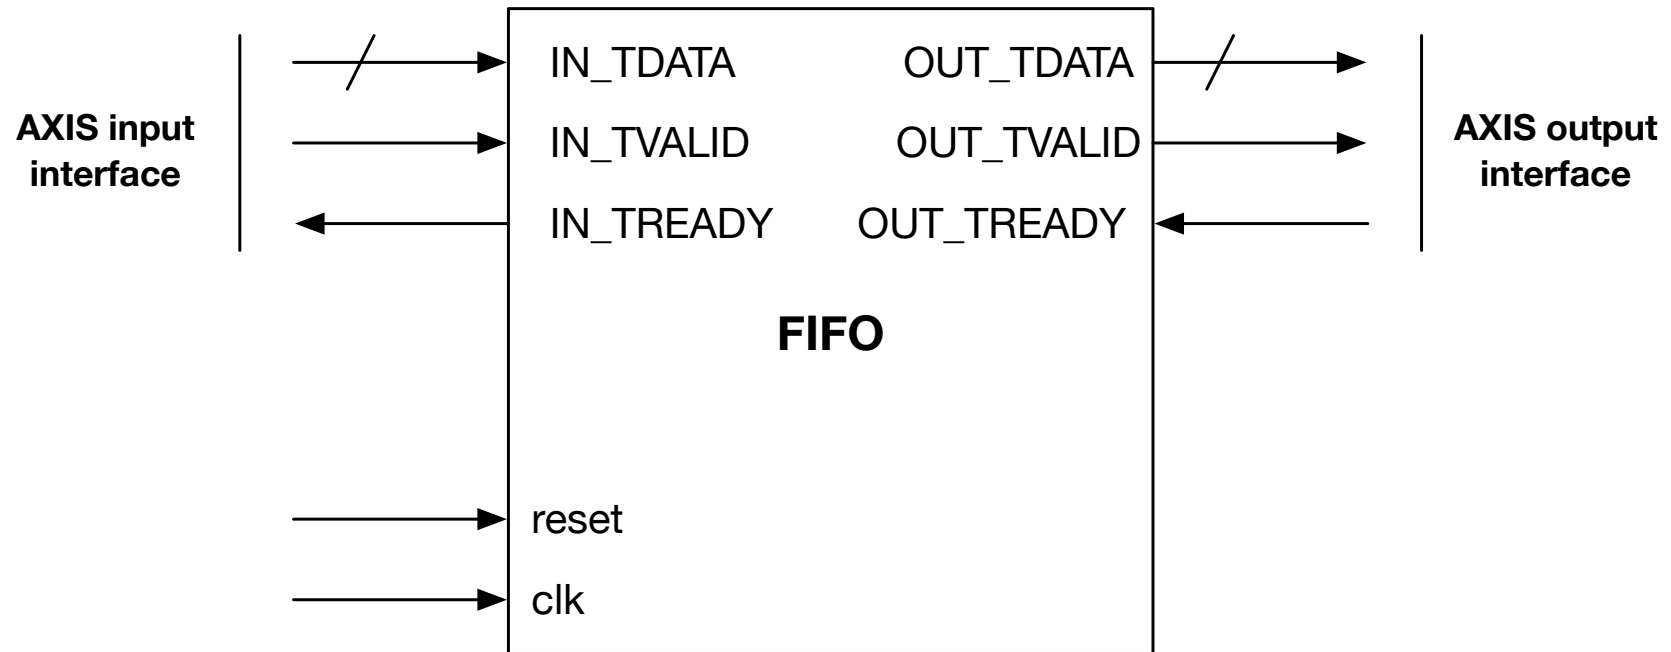 AXIS input
interface
IN_TDATA
IN_TVALID
IN_TREADY
OUT_TDATA
OUT_TVALID
OUT_TREADY
AXIS output
interface
FIFO
reset
clk